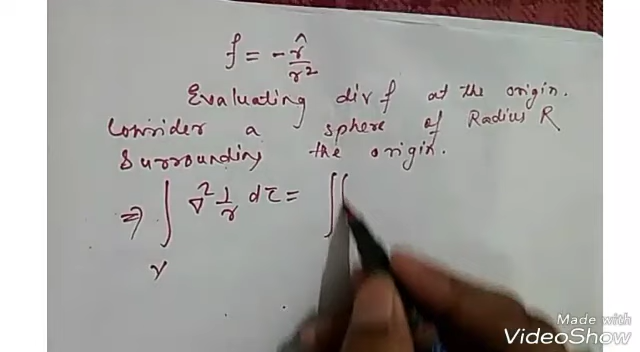 f = - r̂/r²
Evaluating div f at the origin.
Consider a sphere of Radius R
Surrounding the origin.
⇒ ∫ᵥ ∇² 1/r dτ = ∫∫
Made with
VideoShow